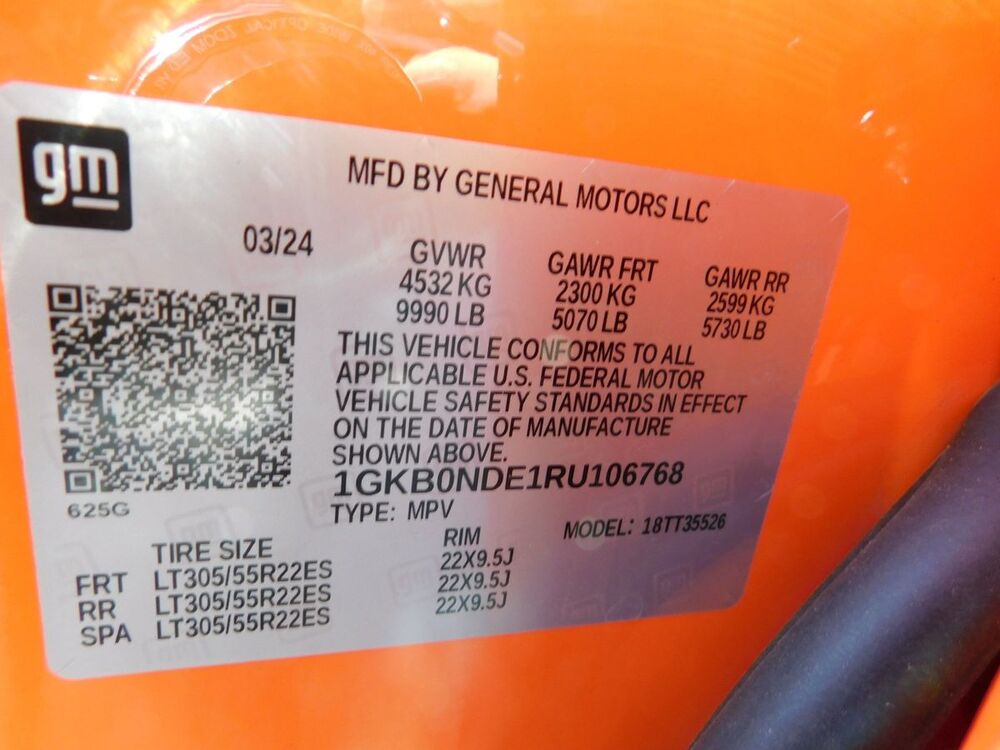 gm
MFD BY GENERAL MOTORS LLC
03/24
GVWR GAWR FRT GAWR RR
4532 KG 2300 KG 2599 KG
9990 LB 5070 LB 5730 LB
THIS VEHICLE CONFORMS TO ALL
APPLICABLE U.S. FEDERAL MOTOR
VEHICLE SAFETY STANDARDS IN EFFECT
ON THE DATE OF MANUFACTURE
SHOWN ABOVE.
1GKB0NDE1RU106768
625G
TYPE: MPV MODEL: 18TT35526
TIRE SIZE RIM
FRT LT305/55R22ES 22X9.5J
RR LT305/55R22ES 22X9.5J
SPA LT305/55R22ES 22X9.5J